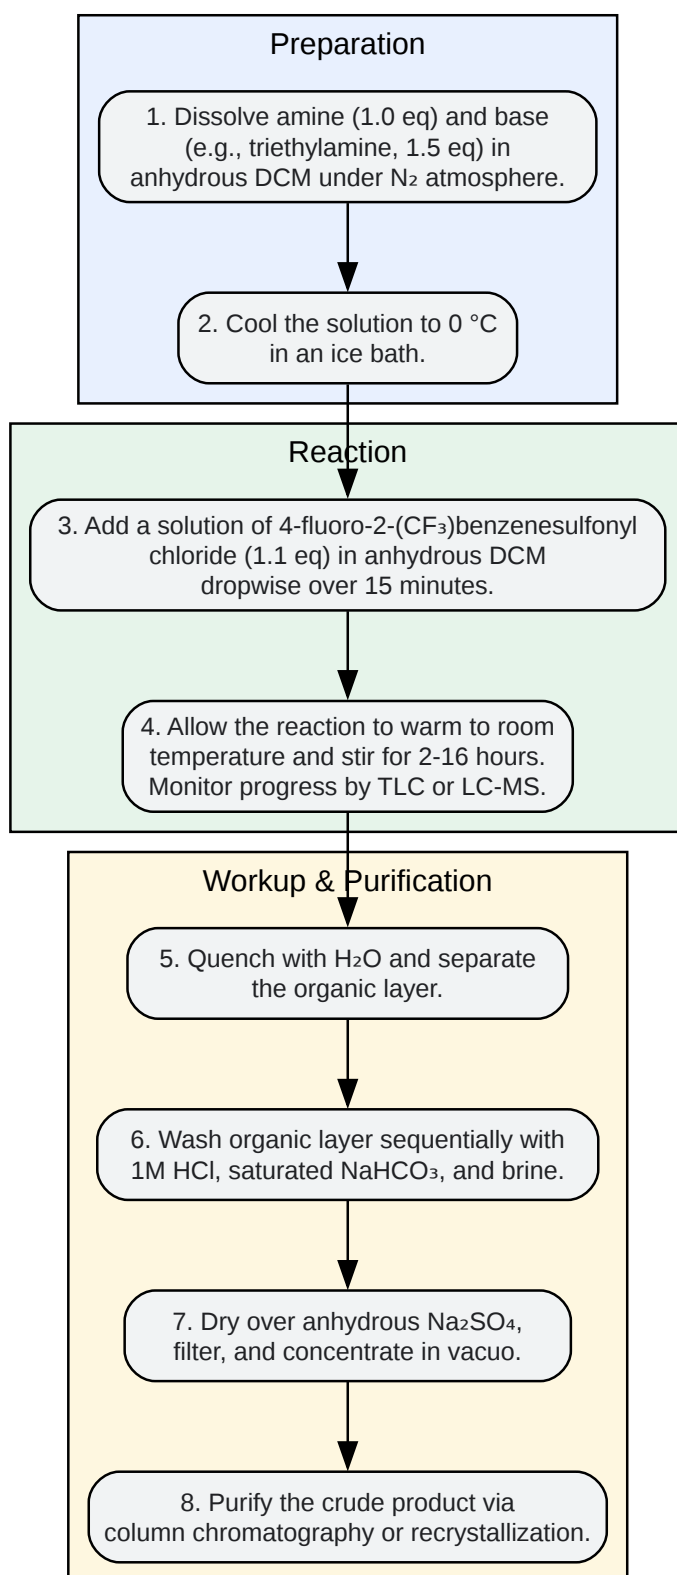 Preparation
1. Dissolve amine (1.0 eq) and base
(e.g., triethylamine, 1.5 eq) in
anhydrous DCM under N₂ atmosphere.
2. Cool the solution to 0 °C
in an ice bath.
Reaction
3. Add a solution of 4-fluoro-2-(CF₃)benzenesulfonyl
chloride (1.1 eq) in anhydrous DCM
dropwise over 15 minutes.
4. Allow the reaction to warm to room
temperature and stir for 2-16 hours.
Monitor progress by TLC or LC-MS.
Workup & Purification
5. Quench with H₂O and separate
the organic layer.
6. Wash organic layer sequentially with
1M HCl, saturated NaHCO₃, and brine.
7. Dry over anhydrous Na₂SO₄,
filter, and concentrate in vacuo.
8. Purify the crude product via
column chromatography or recrystallization.